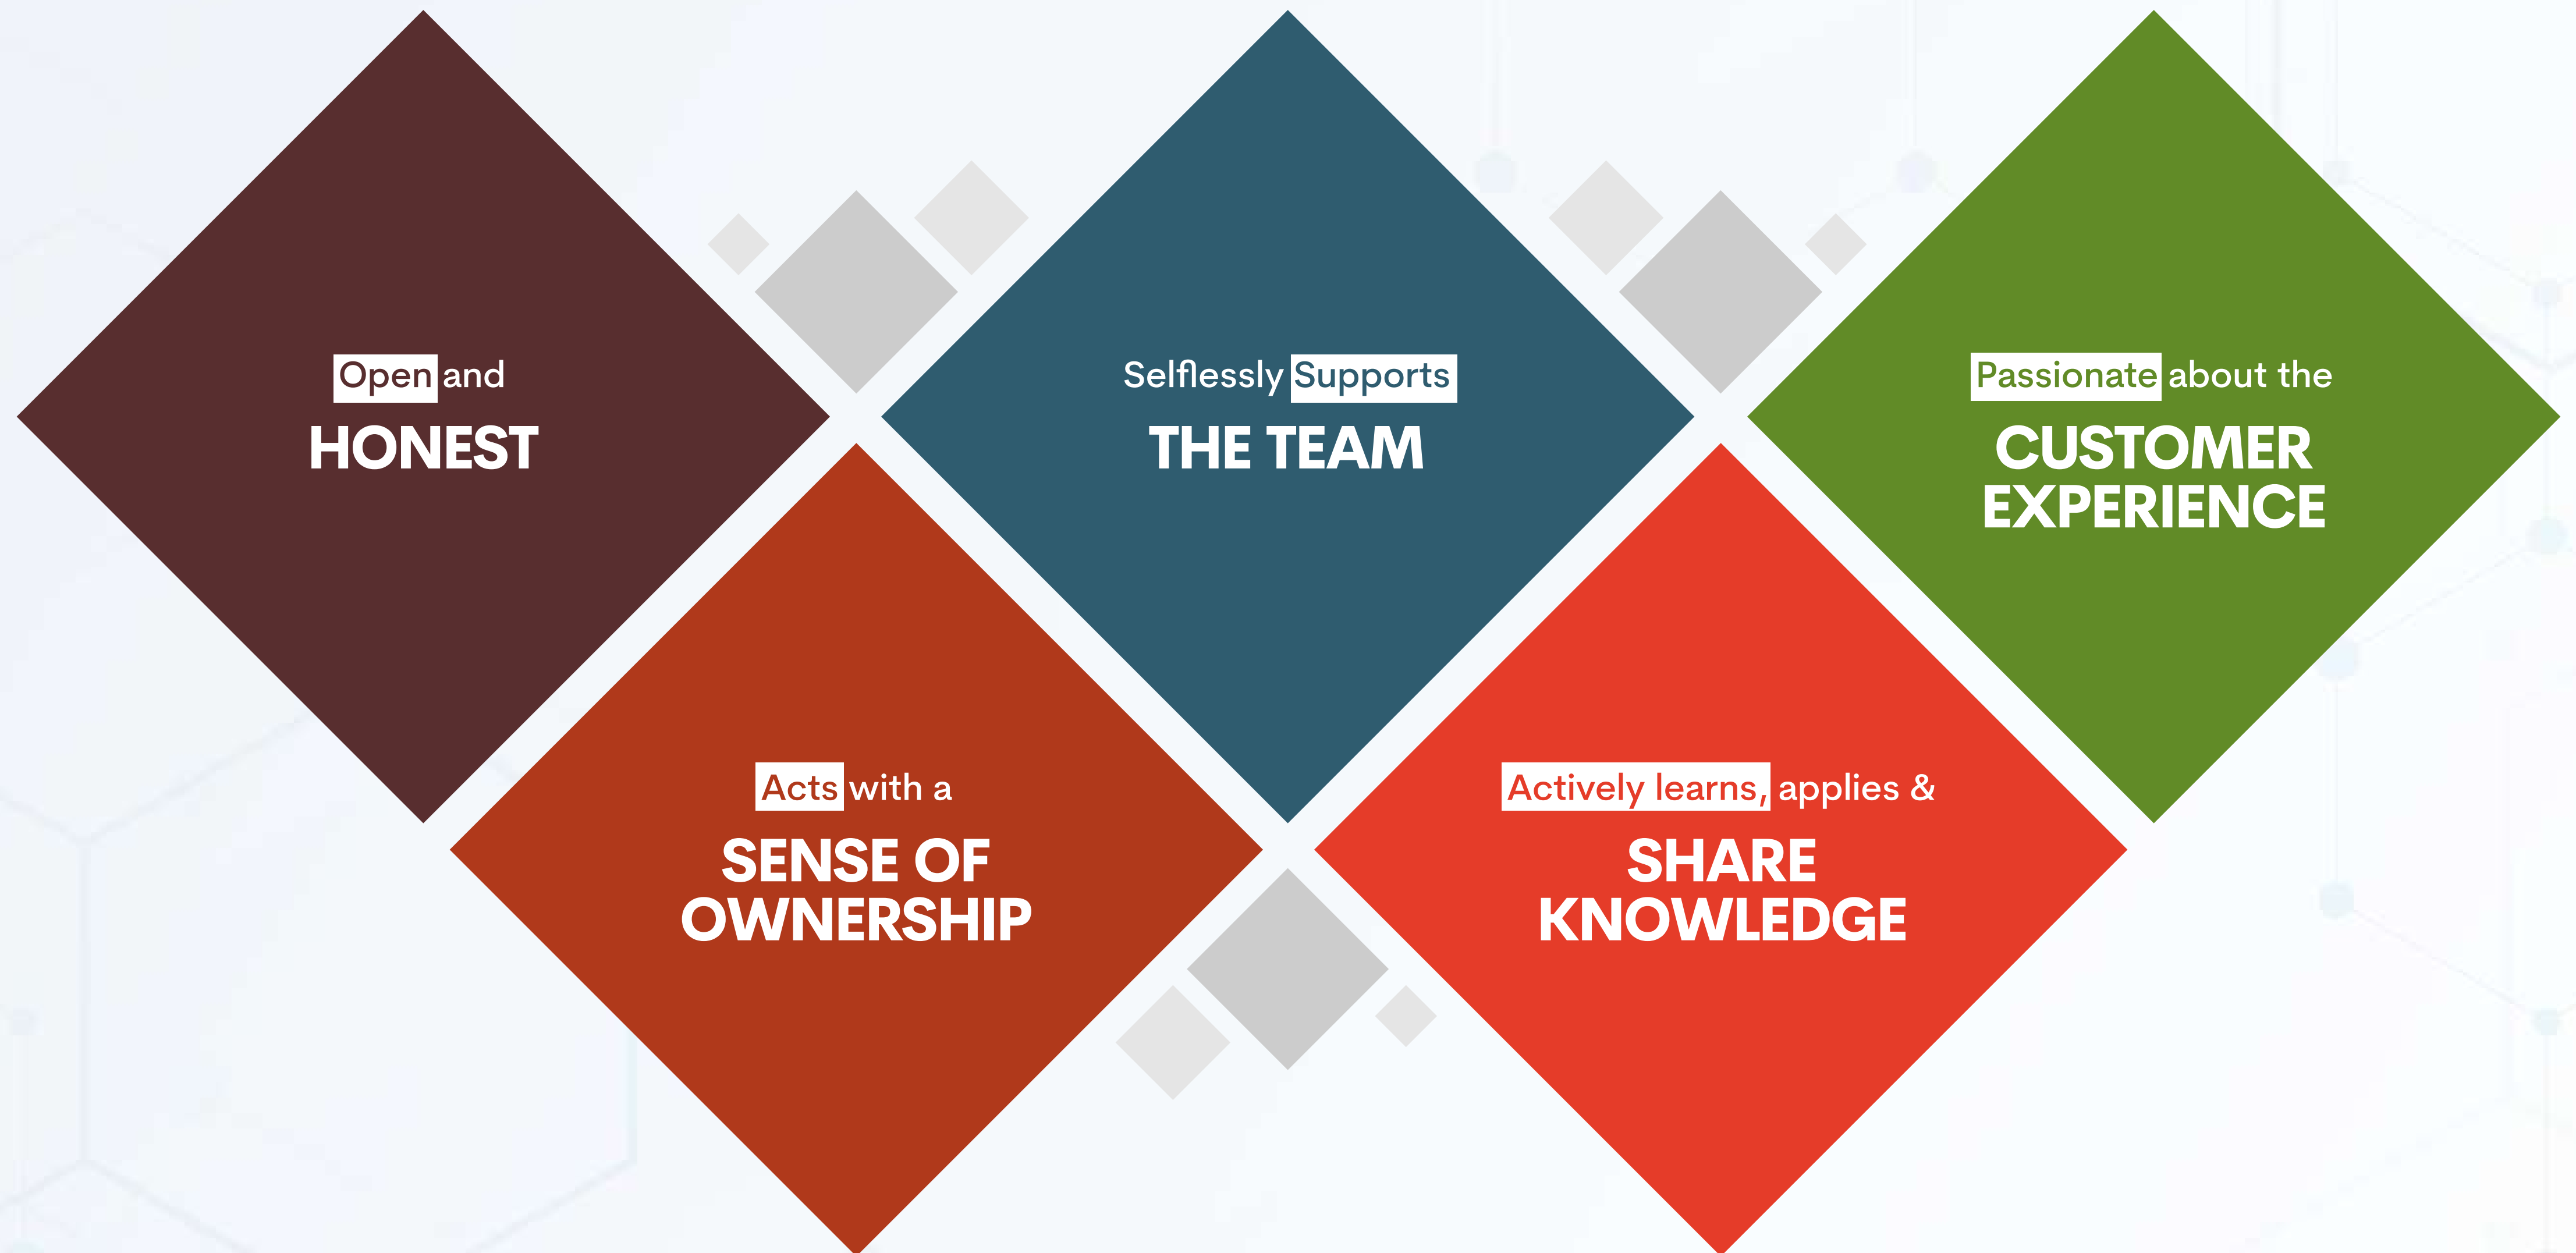 Open and
HONEST
Selflessly Supports
THE TEAM
Passionate about the
CUSTOMER
EXPERIENCE
Acts with a
SENSE OF
OWNERSHIP
Actively learns, applies &
SHARE
KNOWLEDGE